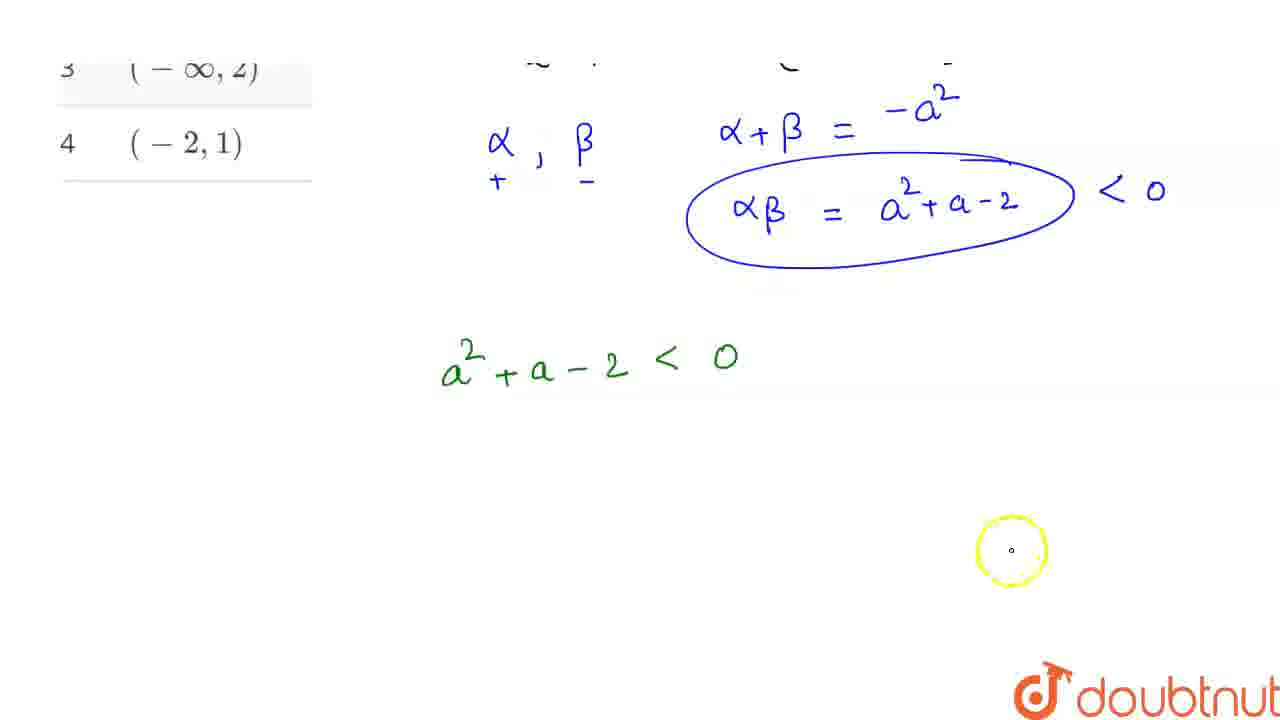 3 (-∞, 2)
4 (-2, 1)
α, β
+ -
α+β = -a²
αβ = a²+a-2 < 0
a²+a-2 < 0
doubtnut